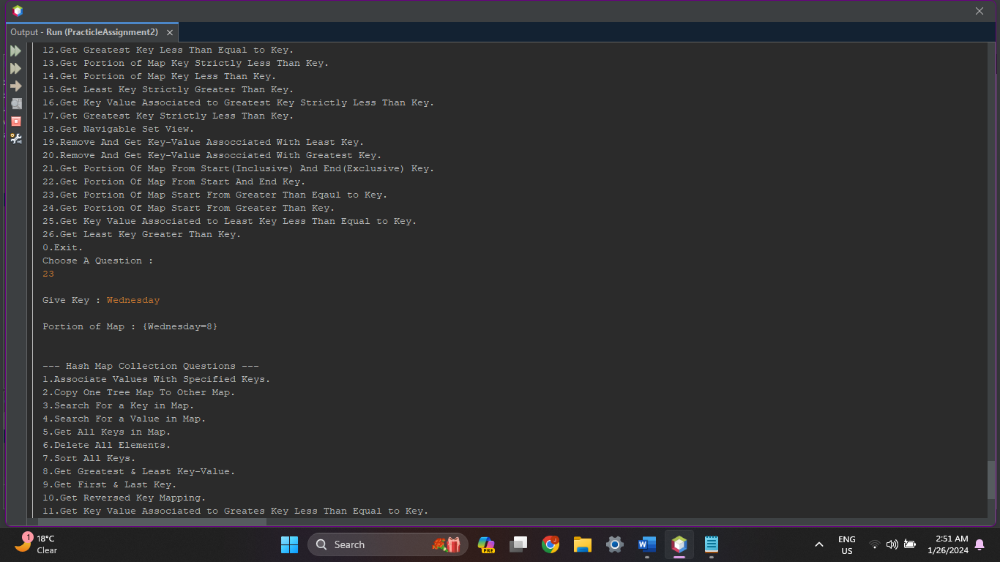 Output - Run (PracticleAssignment2)
12.Get Greatest Key Less Than Equal to Key.
13.Get Portion of Map Key Strictly Less Than Key.
14.Get Portion of Map Key Less Than Key.
15.Get Least Key Strictly Greater Than Key.
16.Get Key Value Associated to Greatest Key Strictly Less Than Key.
17.Get Greatest Key Strictly Less Than Key.
18.Get Navigable Set View.
19.Remove And Get Key-Value Assocciated With Least Key.
20.Remove And Get Key-Value Assocciated With Greatest Key.
21.Get Portion Of Map From Start(Inclusive) And End(Exclusive) Key.
22.Get Portion Of Map From Start And End Key.
23.Get Portion Of Map Start From Greater Than Eqaul to Key.
24.Get Portion Of Map Start From Greater Than Key.
25.Get Key Value Associated to Least Key Less Than Equal to Key.
26.Get Least Key Greater Than Key.
0.Exit.
Choose A Question :
23
Give Key : Wednesday
Portion of Map : {Wednesday=8}
--- Hash Map Collection Questions ---
1.Associate Values With Specified Keys.
2.Copy One Tree Map To Other Map.
3.Search For a Key in Map.
4.Search For a Value in Map.
5.Get All Keys in Map.
6.Delete All Elements.
7.Sort All Keys.
8.Get Greatest & Least Key-Value.
9.Get First & Last Key.
10.Get Reversed Key Mapping.
11.Get Key Value Associated to Greates Key Less Than Equal to Key.
1
18°C
Clear
Search
PRE
W
ENG
US
2:51 AM
1/26/2024